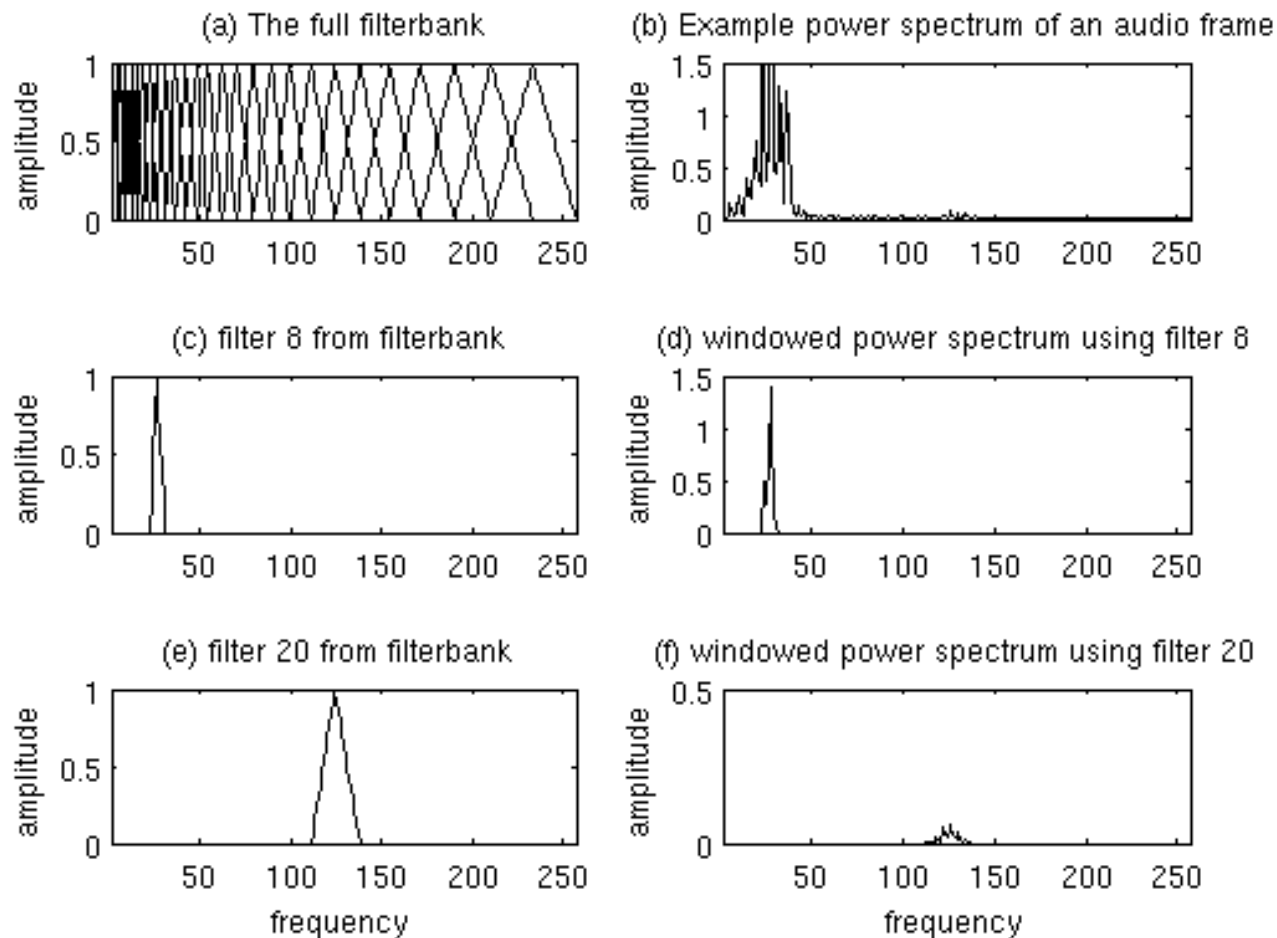 (a) The full filterbank
amplitude
1
0.5
0
50 100 150 200 250
(b) Example power spectrum of an audio frame
amplitude
1.5
1
0.5
0
50 100 150 200 250
(c) filter 8 from filterbank
amplitude
1
0.5
0
50 100 150 200 250
(d) windowed power spectrum using filter 8
amplitude
1.5
1
0.5
0
50 100 150 200 250
(e) filter 20 from filterbank
amplitude
1
0.5
0
50 100 150 200 250
frequency
(f) windowed power spectrum using filter 20
amplitude
0.5
0
50 100 150 200 250
frequency